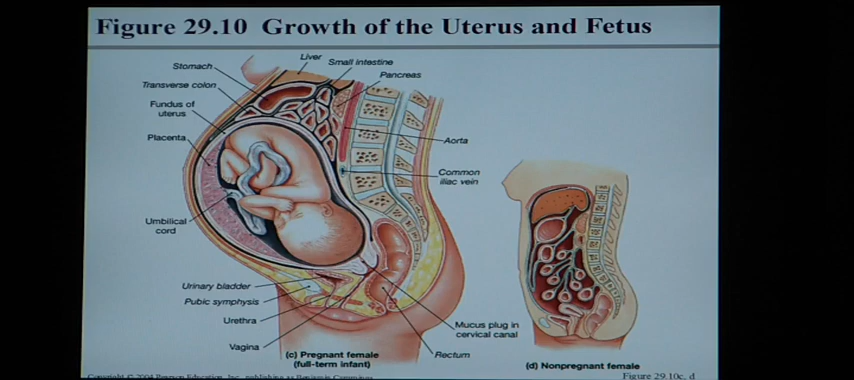 Figure 29.10 Growth of the Uterus and Fetus
Liver
Stomach
Small intestine
Pancreas
Transverse colon
Fundus of
uterus
Placenta
Aorta
Common
iliac vein
Umbilical
cord
Urinary bladder
Pubic symphysis
Urethra
Mucus plug in
cervical canal
Vagina
Rectum
(c) Pregnant female
(full-term infant)
(d) Nonpregnant female
Copyright © 2004 Pearson Education, Inc., publishing as Benjamin Cummings
Figure 29.10c, d